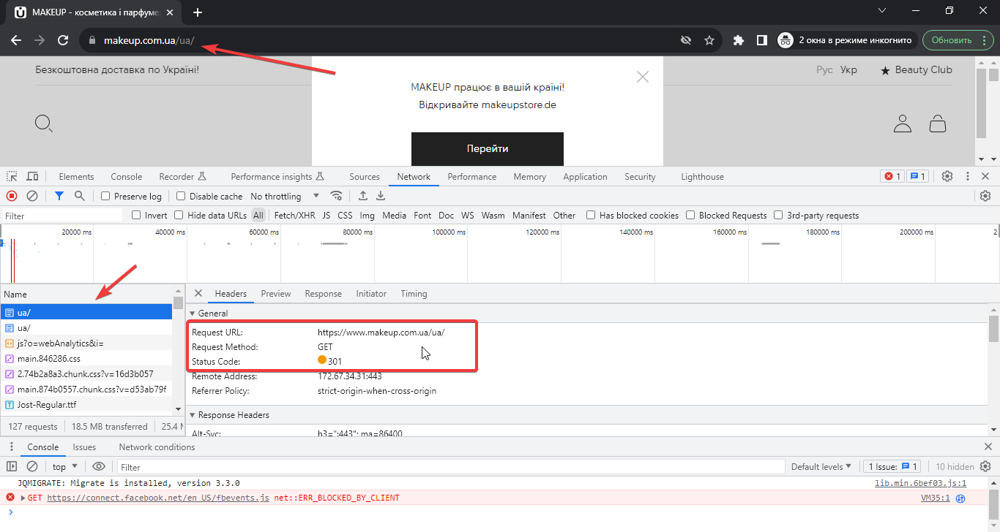 MAKEUP - косметика і парфуме
makeup.com.ua/ua/
2 окна в режиме инкогнито
Обновить
Безкоштовна доставка по Україні!
Рус Укр
Beauty Club
MAKEUP працює в вашій країні!
Відкривайте makeupstore.de
Перейти
Elements Console Recorder Performance insights Sources Network Performance Memory Application Security Lighthouse 1 1
Preserve log Disable cache No throttling
Filter Invert Hide data URLs All Fetch/XHR JS CSS Img Media Font Doc WS Wasm Manifest Other Has blocked cookies Blocked Requests 3rd-party requests
20000 ms 40000 ms 60000 ms 80000 ms 100000 ms 120000 ms 140000 ms 160000 ms 180000 ms 200000 ms 2
Name
ua/
ua/
js?o=webAnalytics&i=
main.846286.css
2.74b2a8a3.chunk.css?v=16d3b057
main.874b0557.chunk.css?v=d53ab79f
Jost-Regular.ttf
127 requests 18.5 MB transferred 25.4 M
Headers Preview Response Initiator Timing
General
Request URL: https://www.makeup.com.ua/ua/
Request Method: GET
Status Code: 301
Remote Address: 172.67.34.31:443
Referrer Policy: strict-origin-when-cross-origin
Response Headers
Alt-Svc: h3=":443"; ma=86400
Console Issues Network conditions
top Filter Default levels 1 Issue: 1 10 hidden
JQMIGRATE: Migrate is installed, version 3.3.0 lib.min.6bef03.js:1
GET https://connect.facebook.net/en_US/fbevents.js net::ERR_BLOCKED_BY_CLIENT VM35:1